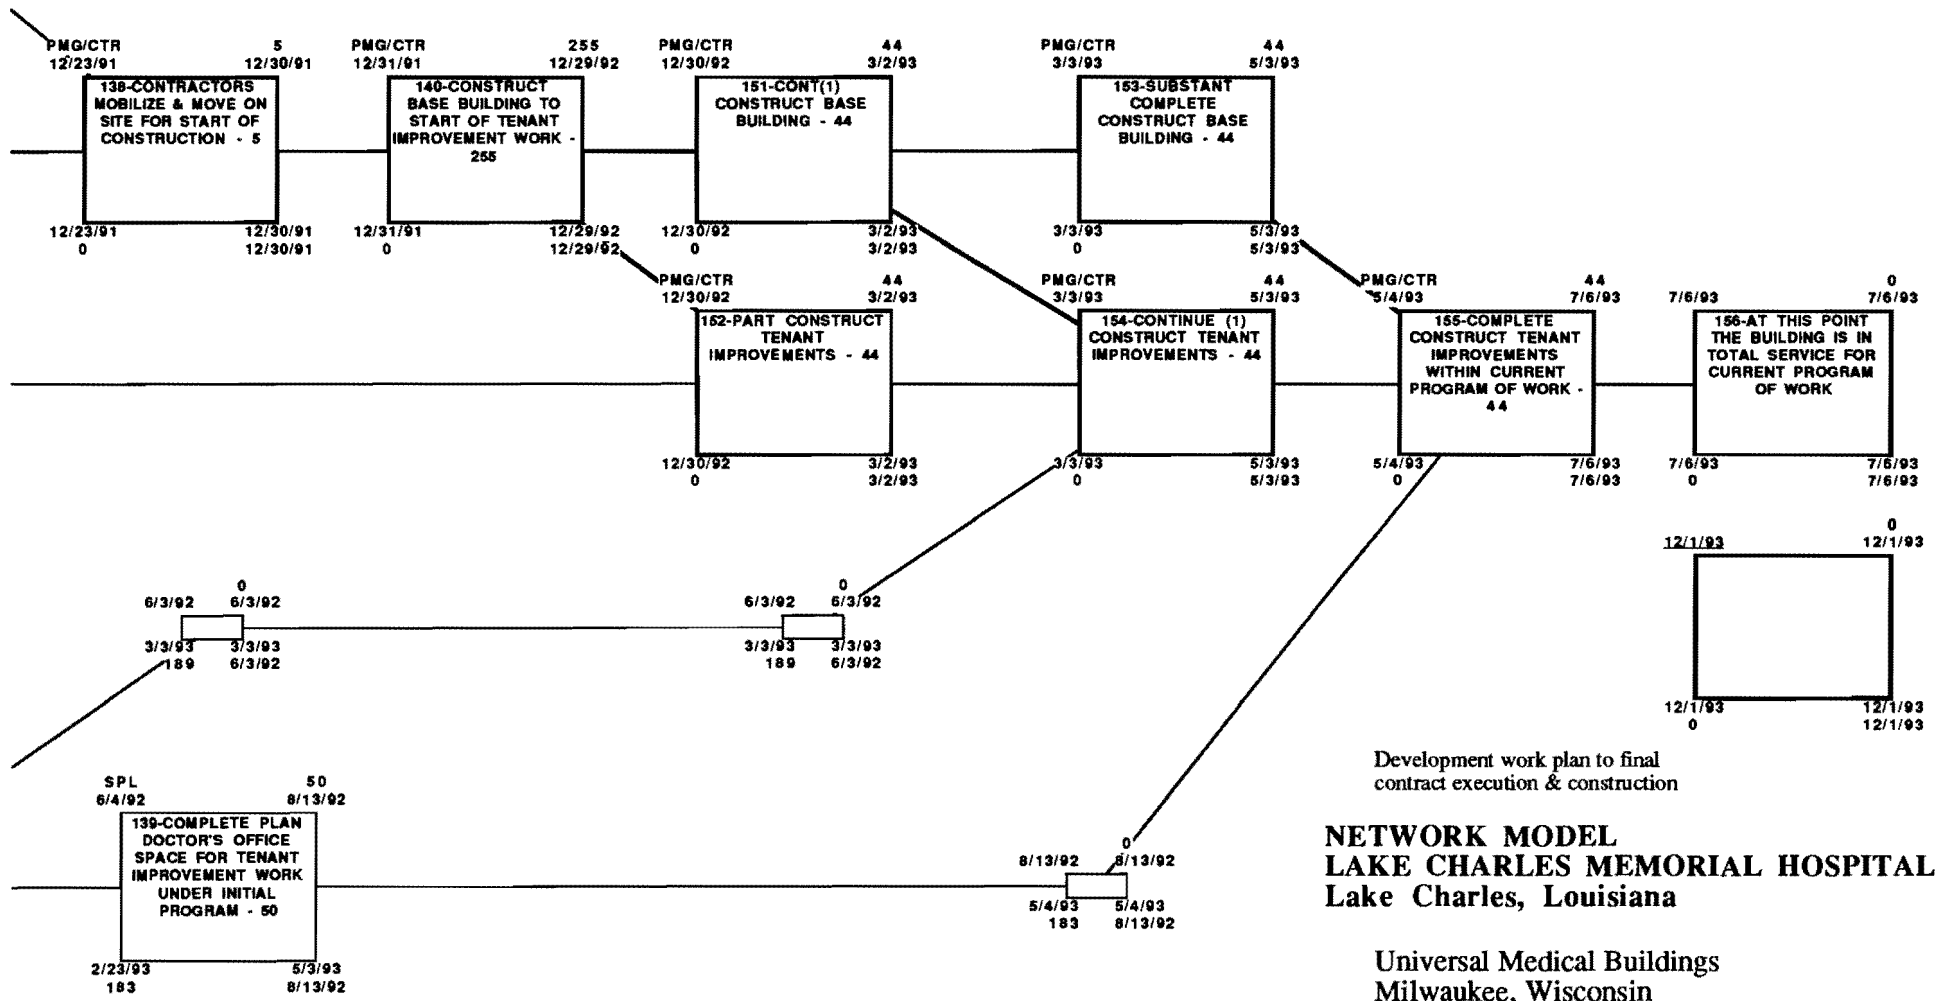 PMG/CTR 5
12/23/91 12/30/91
138-CONTRACTORS
MOBILIZE & MOVE ON
SITE FOR START OF
CONSTRUCTION - 5
12/23/91 12/30/91
0 12/30/91
PMG/CTR 255
12/31/91 12/29/92
140-CONSTRUCT
BASE BUILDING TO
START OF TENANT
IMPROVEMENT WORK -
255
12/31/91 12/29/92
0 12/29/92
PMG/CTR 44
12/30/92 3/2/93
151-CONT(1)
CONSTRUCT BASE
BUILDING - 44
12/30/92 3/2/93
0 3/2/93
PMG/CTR 44
3/3/93 5/3/93
153-SUBSTANT
COMPLETE
CONSTRUCT BASE
BUILDING - 44
3/3/93 5/3/93
0 5/3/93
PMG/CTR 44
12/30/92 3/2/93
152-PART CONSTRUCT
TENANT
IMPROVEMENTS - 44
12/30/92 3/2/93
0 3/2/93
PMG/CTR 44
3/3/93 5/3/93
154-CONTINUE (1)
CONSTRUCT TENANT
IMPROVEMENTS - 44
3/3/93 5/3/93
0 5/3/93
PMG/CTR 44
5/4/93 7/6/93
155-COMPLETE
CONSTRUCT TENANT
IMPROVEMENTS
WITHIN CURRENT
PROGRAM OF WORK -
44
5/4/93 7/6/93
0 7/6/93
0
7/6/93 7/6/93
156-AT THIS POINT
THE BUILDING IS IN
TOTAL SERVICE FOR
CURRENT PROGRAM
OF WORK
7/6/93 7/6/93
0 7/6/93
0
12/1/93 12/1/93
12/1/93 12/1/93
0 12/1/93
0
6/3/92 6/3/92
3/3/93 3/3/93
189 6/3/92
0
6/3/92 6/3/92
3/3/93 3/3/93
189 6/3/92
SPL 50
6/4/92 8/13/92
139-COMPLETE PLAN
DOCTOR'S OFFICE
SPACE FOR TENANT
IMPROVEMENT WORK
UNDER INITIAL
PROGRAM - 50
2/23/93 5/3/93
183 8/13/92
0
8/13/92 8/13/92
5/4/93 5/4/93
183 8/13/92
Development work plan to final
contract execution & construction
NETWORK MODEL
LAKE CHARLES MEMORIAL HOSPITAL
Lake Charles, Louisiana
Universal Medical Buildings
Milwaukee, Wisconsin